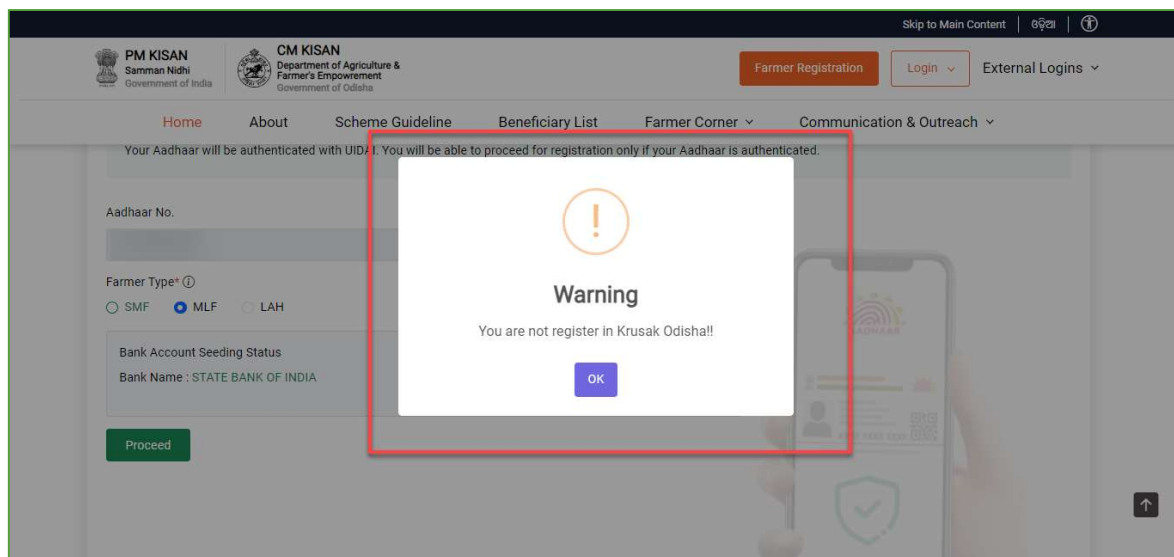 Skip to Main Content
ଓଡ଼ିଆ
PM KISAN
Samman Nidhi
Government of India
CM KISAN
Department of Agriculture &
Farmer's Empowerment
Government of Odisha
Farmer Registration
Login
External Logins
Home
About
Scheme Guideline
Beneficiary List
Farmer Corner
Communication & Outreach
Your Aadhar will be authenticated with UIDAI. You will be able to proceed for registration only if your Aadhaar is authenticated.
Aadhaar No.
Farmer Type*
SMF
MLF
LAH
Bank Account Seeding Status
Bank Name : STATE BANK OF INDIA
Proceed
Warning
You are not register in Krusak Odisha!!
OK
AADHAAR
XXXX XXXX XXXX